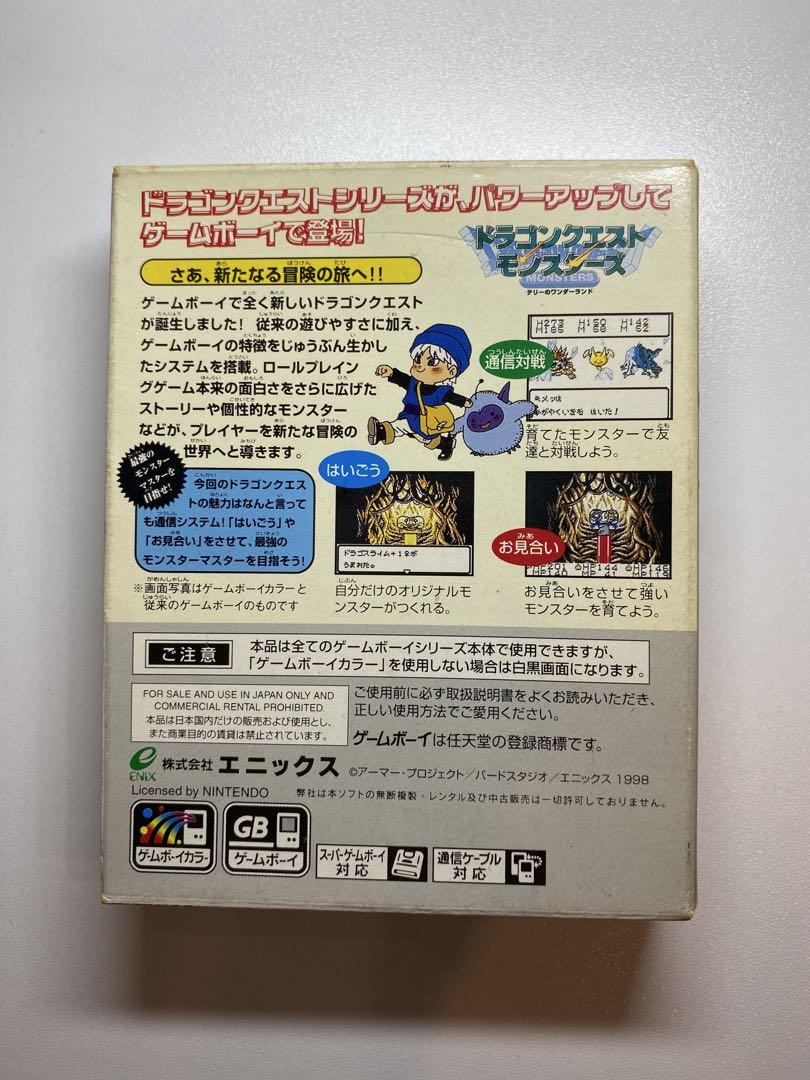 ドラゴンクエストシリーズが、パワーアップして
ゲームボーイで登場!
ドラゴンクエスト
モンスターズ
MONSTERS
テリーのワンダーランド
さあ、新たなる冒険の旅へ!!
ゲームボーイで全く新しいドラゴンクエスト
が誕生しました! 従来の遊びやすさに加え、
ゲームボーイの特徴をじゅうぶん生かし
たシステムを搭載。ロールプレイン
グゲーム本来の面白さをさらに広げた
ストーリーや個性的なモンスター
などが、プレイヤーを新たな冒険の
世界へと導きます。
最強の
モンスター
マスターを
目指せ!
今回のドラゴンクエス
トの魅力はなんと言って
も通信システム!「はいごう」や
「お見合い」をさせて、最強の
モンスターマスターを目指そう!
※画面写真はゲームボーイカラーと
従来のゲームボーイのものです
通信対戦
H273 H150 H142
キメッは
かがやくいきを はいた!
育てたモンスターで友
達と対戦しよう。
はいごう
ドラゴスライム+12が
うまれた。
自分だけのオリジナルモ
ンスターがつくれる。
お見合い
お見合いをさせて強い
モンスターを育てよう。
ご注意
本品は全てのゲームボーイシリーズ本体で使用できますが、
「ゲームボーイカラー」を使用しない場合は白黒画面になります。
FOR SALE AND USE IN JAPAN ONLY AND
COMMERCIAL RENTAL PROHIBITED.
本品は日本国内だけの販売および使用とし、
また商業目的の賃貸は禁止されています。
ご使用前に必ず取扱説明書をよくお読みいただき、
正しい使用方法でご愛用ください。
ゲームボーイは任天堂の登録商標です。
ENIX
株式会社 エニックス
©アーマー・プロジェクト/バードスタジオ/エニックス 1998
Licensed by NINTENDO
弊社は本ソフトの無断複製・レンタル及び中古販売は一切許可しておりません。
ゲームボーイカラー
GB
ゲームボーイ
スーパーゲームボーイ
対応
通信ケーブル
対応